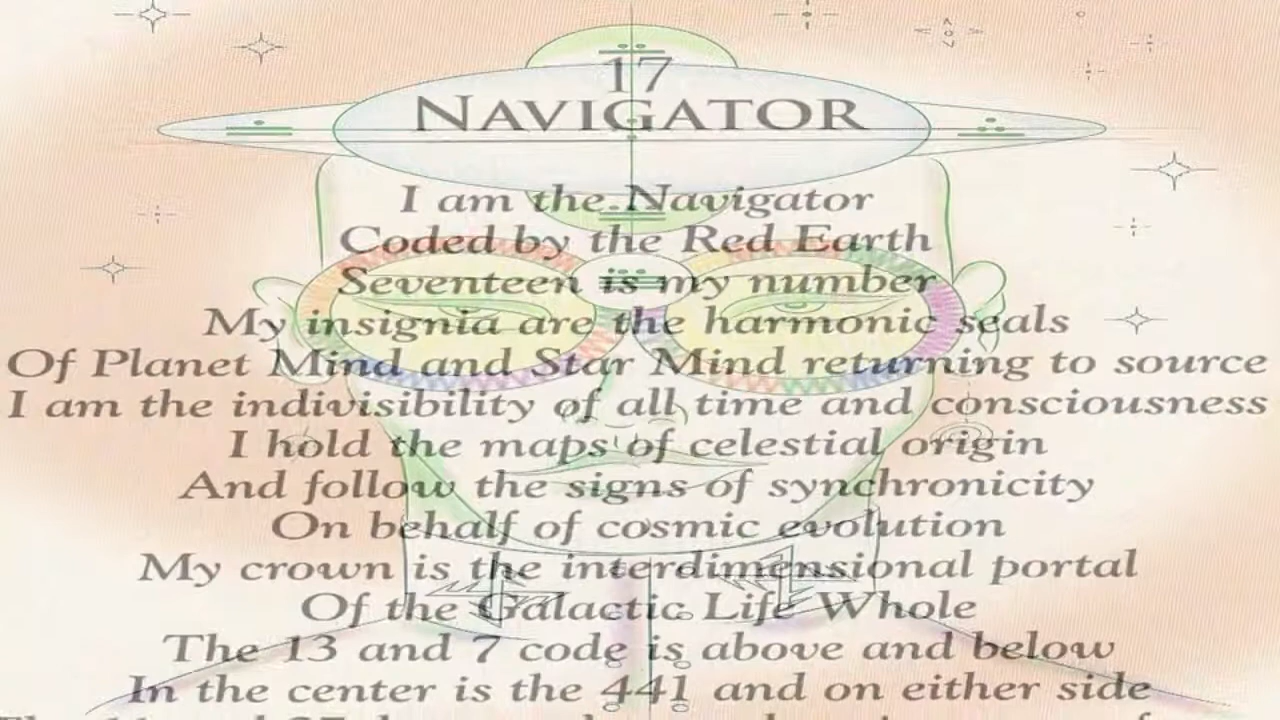 17
NAVIGATOR
I am the Navigator
Coded by the Red Earth
Seventeen is my number
My insignia are the harmonic seals
Of Planet Mind and Star Mind returning to source
I am the indivisibility of all time and consciousness
I hold the maps of celestial origin
And follow the signs of synchronicity
On behalf of cosmic evolution
My crown is the interdimensional portal
Of the Galactic Life Whole
The 13 and 7 code is above and below
In the center is the 441 and on either side